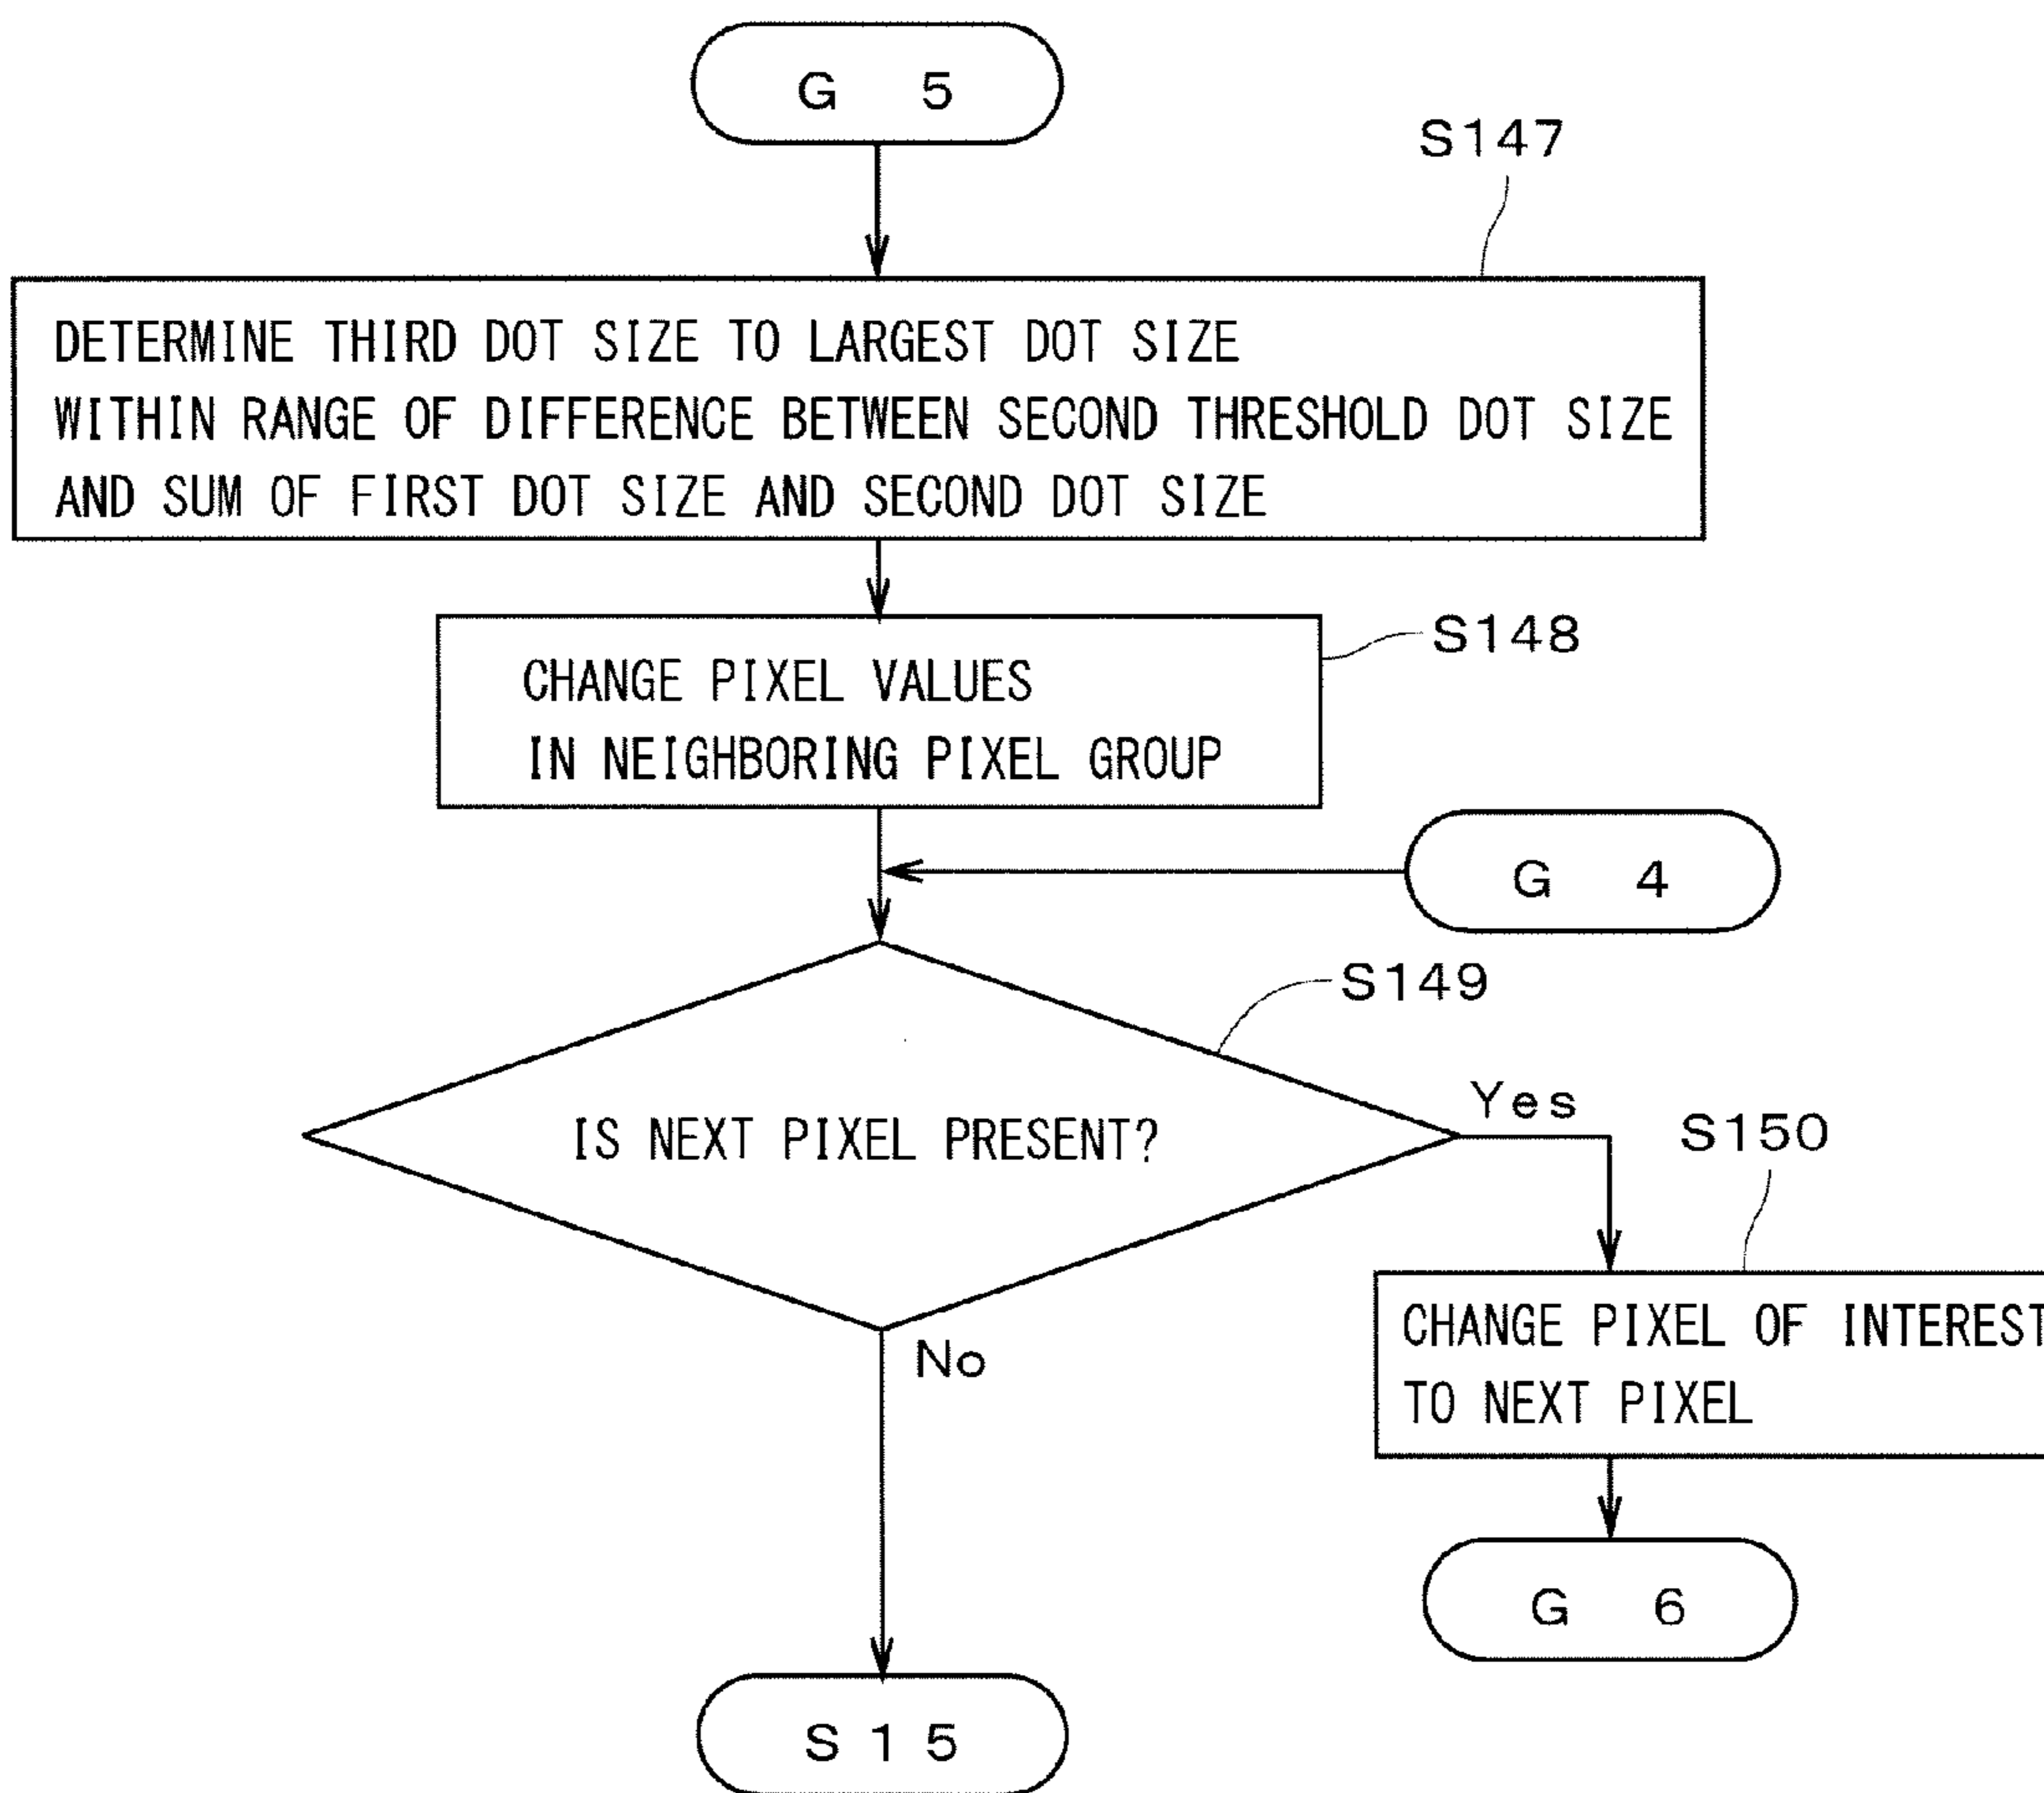 G 5
S147
DETERMINE THIRD DOT SIZE TO LARGEST DOT SIZE
WITHIN RANGE OF DIFFERENCE BETWEEN SECOND THRESHOLD DOT SIZE
AND SUM OF FIRST DOT SIZE AND SECOND DOT SIZE
S148
CHANGE PIXEL VALUES
IN NEIGHBORING PIXEL GROUP
G 4
S149
IS NEXT PIXEL PRESENT?
Yes
S150
No
CHANGE PIXEL OF INTEREST
TO NEXT PIXEL
G 6
S15